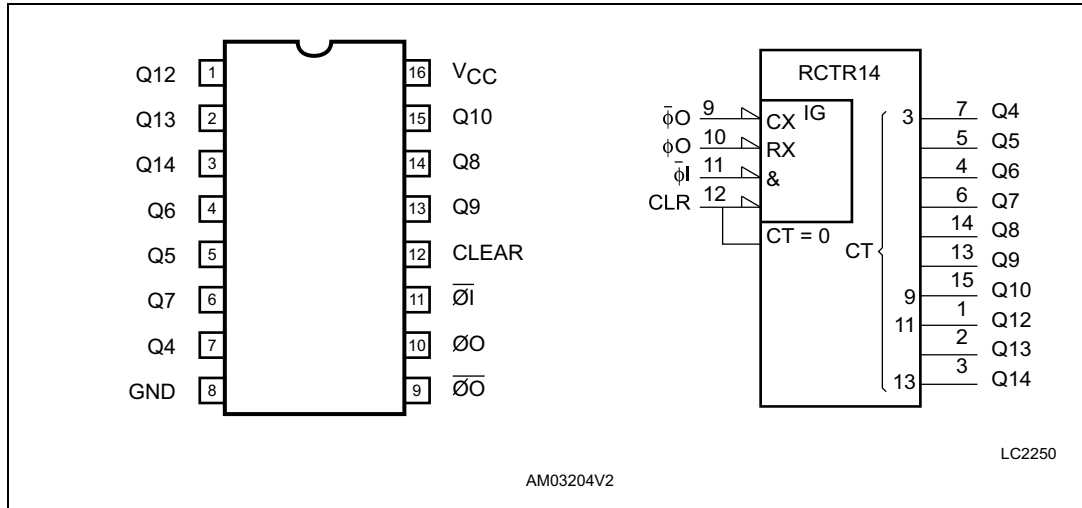 Q12 1 16 VCC
Q13 2 15 Q10
Q14 3 14 Q8
Q6 4 13 Q9
Q5 5 12 CLEAR
Q7 6 11 ØI
Q4 7 10 ØO
GND 8 9 ØO
RCTR14
IG
ϕO 9 CX
ϕO 10 RX
ϕI 11 &
CLR 12
CT = 0
CT
3 7 Q4
5 Q5
4 Q6
6 Q7
14 Q8
13 Q9
9 15 Q10
11 1 Q12
2 Q13
13 3 Q14
LC2250
AM03204V2